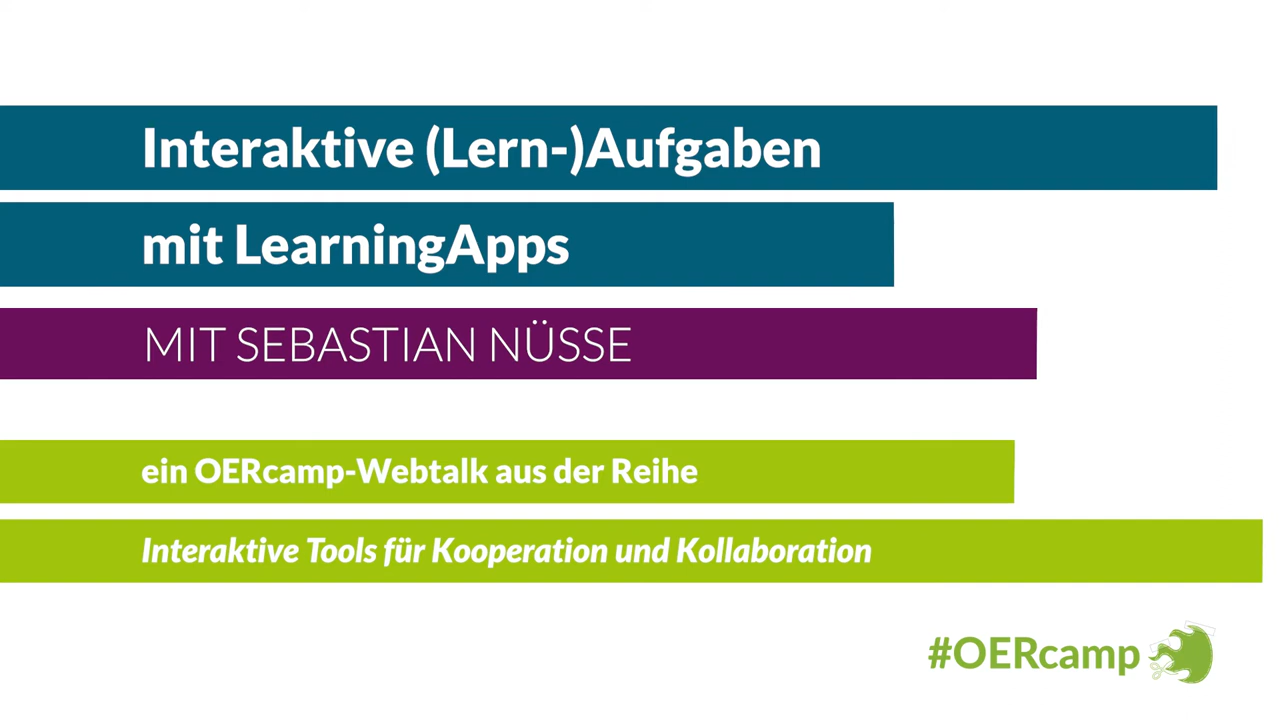 Interaktive (Lern-)Aufgaben
mit LearningApps
MIT SEBASTIAN NÜSSE
ein OERcamp-Webtalk aus der Reihe
Interaktive Tools für Kooperation und Kollaboration
#OERcamp